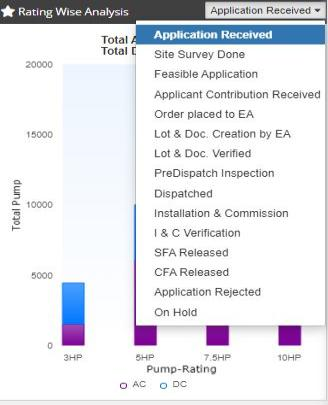 Rating Wise Analysis
Application Received
Total A
Total D
Application Received
Site Survey Done
Feasible Application
Applicant Contribution Received
Order placed to EA
Lot & Doc. Creation by EA
Lot & Doc. Verified
PreDispatch Inspection
Dispatched
Installation & Commission
I & C Verification
SFA Released
CFA Released
Application Rejected
On Hold
Total Pump
20000
15000
10000
5000
0
3HP 5HP 7.5HP 10HP
Pump-Rating
AC DC